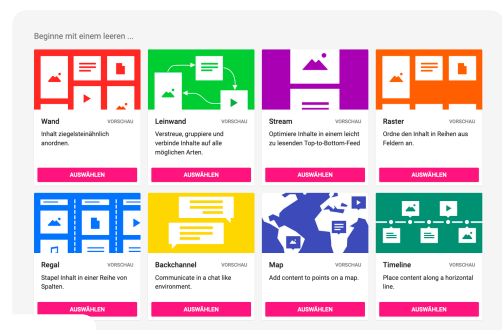 Beginne mit einem leeren ...
Wand VORSCHAU
Inhalt ziegelsteinähnlich
anordnen.
AUSWÄHLEN
Leinwand VORSCHAU
Verstreue, gruppiere und
verbinde Inhalte auf alle
möglichen Arten.
AUSWÄHLEN
Stream VORSCHAU
Optimiere Inhalte in einem leicht
zu lesenden Top-to-Bottom-Feed
AUSWÄHLEN
Raster VORSCHAU
Ordne den Inhalt in Reihen aus
Feldern an.
AUSWÄHLEN
Regal VORSCHAU
Stapel Inhalt in einer Reihe von
Spalten.
AUSWÄHLEN
Backchannel VORSCHAU
Communicate in a chat like
environment.
AUSWÄHLEN
Map VORSCHAU
Add content to points on a map.
AUSWÄHLEN
Timeline VORSCHAU
Place content along a horizontal
line.
AUSWÄHLEN